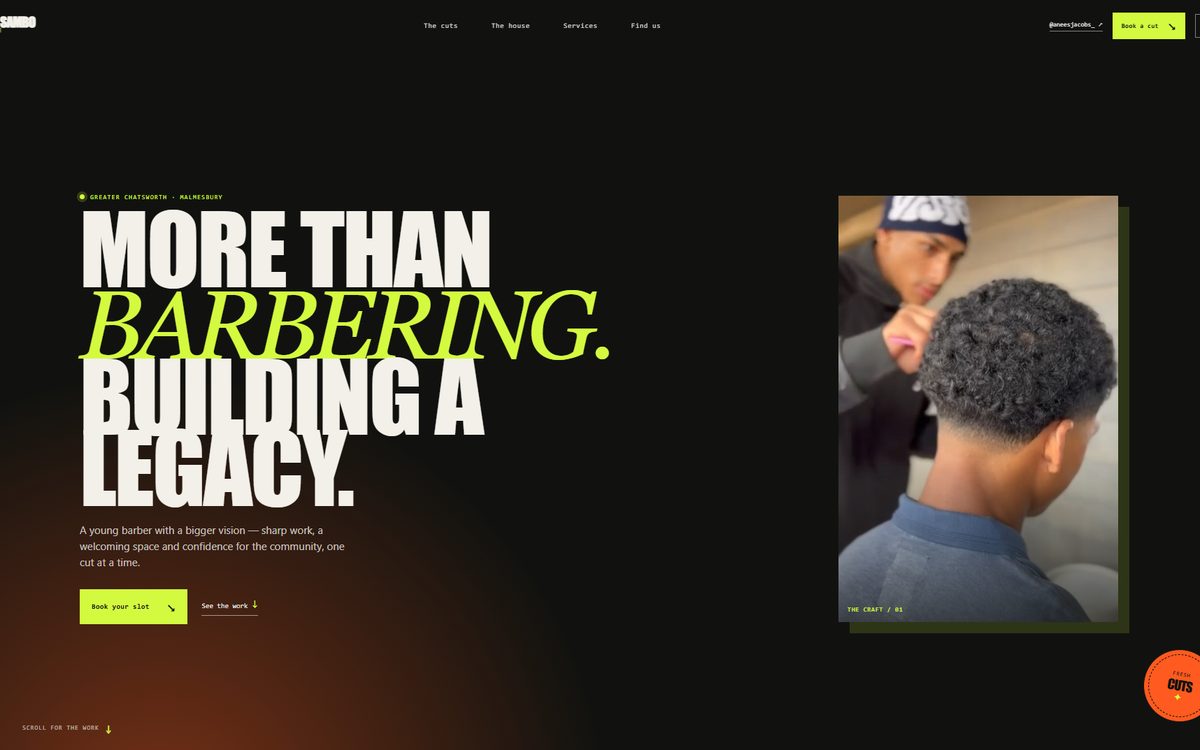 SAMBO
The cuts
The house
Services
Find us
@aneesjacobs_ ↗
Book a cut ↘
GREATER CHATSWORTH · MALMESBURY
MORE THAN
BARBERING.
BUILDING A
LEGACY.
A young barber with a bigger vision — sharp work, a
welcoming space and confidence for the community, one
cut at a time.
Book your slot ↘
See the work ↓
THE CRAFT / 01
FRESH
CUTS
SCROLL FOR THE WORK ↓